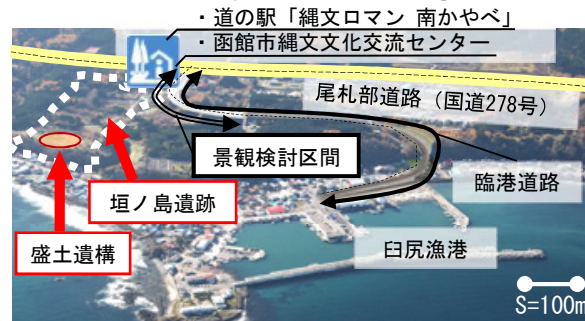 ・道の駅「縄文ロマン 南かやべ」
・函館市縄文文化交流センター
尾札部道路（国道278号）
景観検討区間
臨港道路
垣ノ島遺跡
盛土遺構
臼尻漁港
S=100m